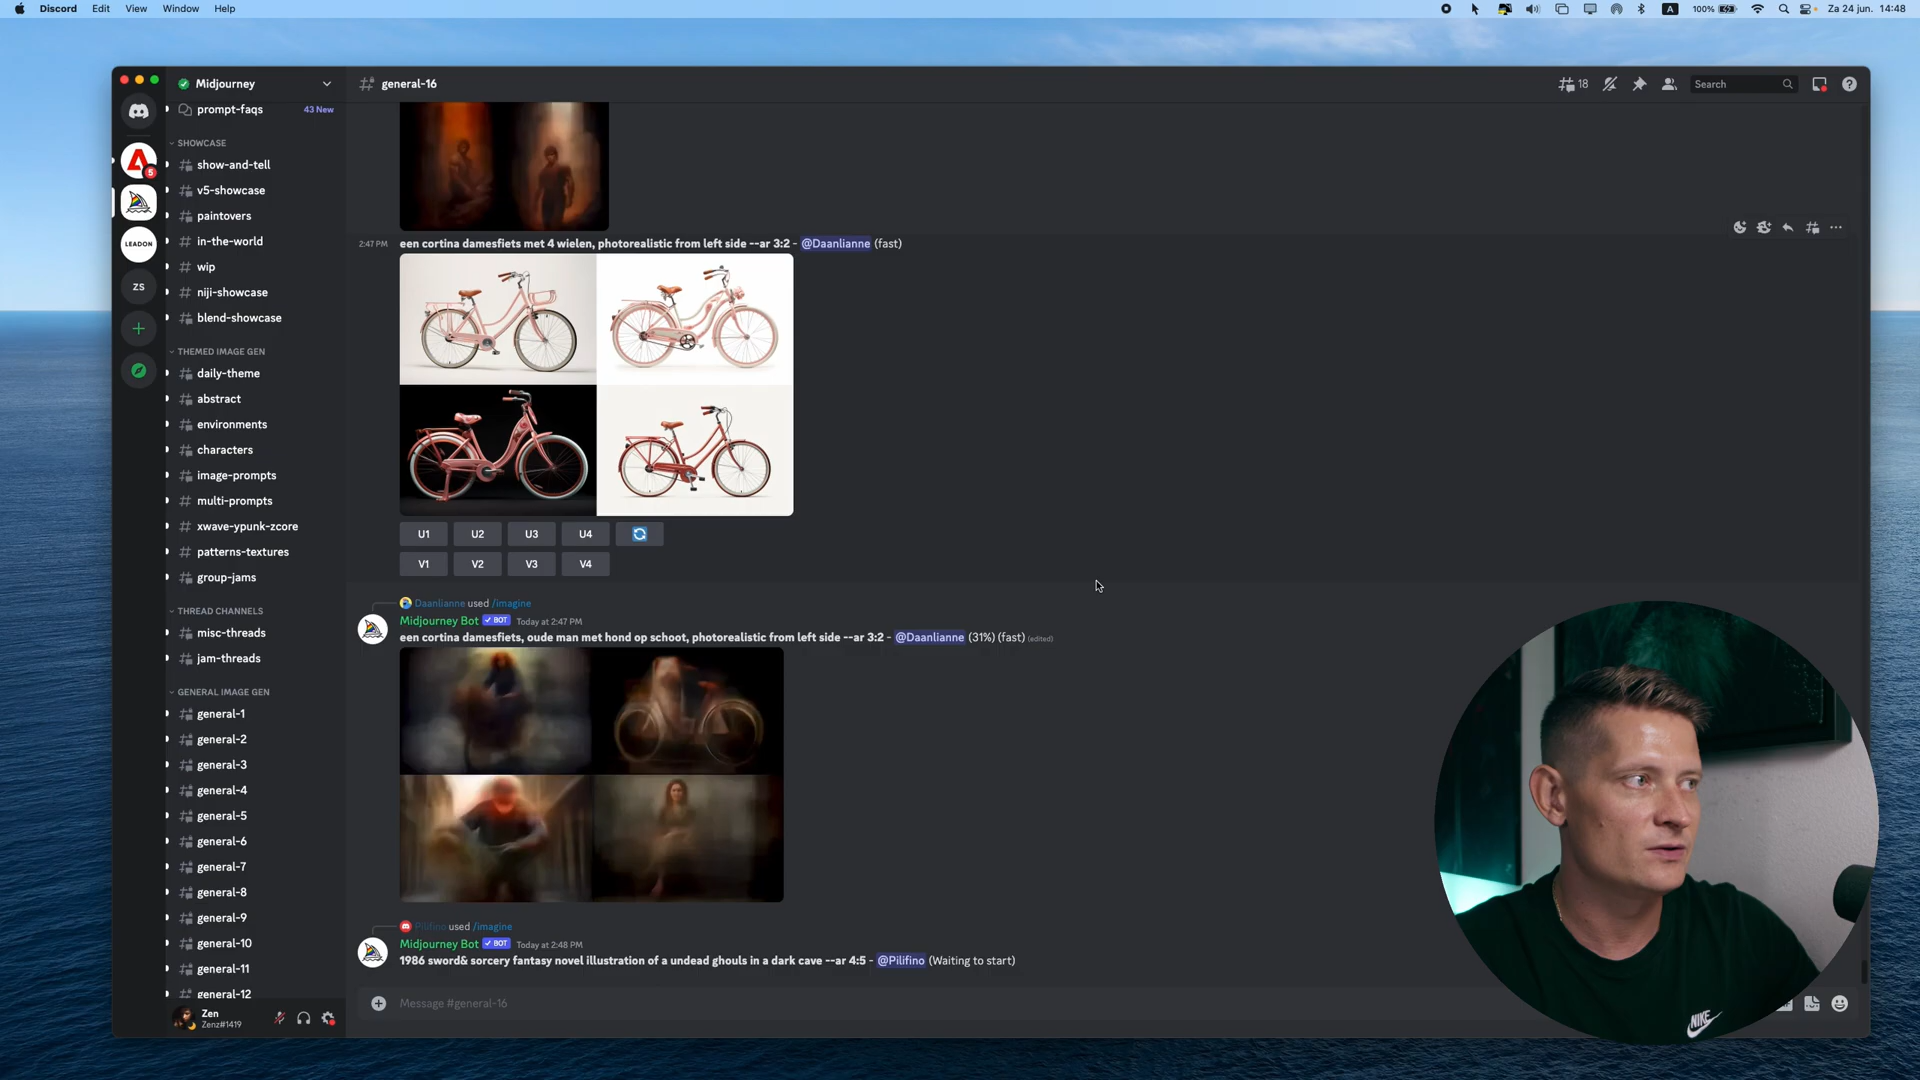 Discord Edit View Window Help
A 100% Za 24 jun. 14:48
Midjourney
general-16
18
Search
prompt-faqs 43 New
SHOWCASE
show-and-tell
v5-showcase
paintovers
in-the-world
wip
niji-showcase
blend-showcase
THEMED IMAGE GEN
daily-theme
abstract
environments
characters
image-prompts
multi-prompts
xwave-ypunk-zcore
patterns-textures
group-jams
THREAD CHANNELS
misc-threads
jam-threads
GENERAL IMAGE GEN
general-1
general-2
general-3
general-4
general-5
general-6
general-7
general-8
general-9
general-10
general-11
general-12
5
LEADON
ZS
Zen
Zenz#1419
2:47 PM een cortina damesfiets met 4 wielen, photorealistic from left side --ar 3:2 - @Daanlianne (fast)
U1 U2 U3 U4
V1 V2 V3 V4
Daanlianne used /imagine
Midjourney Bot ✓ BOT Today at 2:47 PM
een cortina damesfiets, oude man met hond op schoot, photorealistic from left side --ar 3:2 - @Daanlianne (31%) (fast) (edited)
Pilifino used /imagine
Midjourney Bot ✓ BOT Today at 2:48 PM
1986 sword& sorcery fantasy novel illustration of a undead ghouls in a dark cave --ar 4:5 - @Pilifino (Waiting to start)
Message #general-16
NIKE